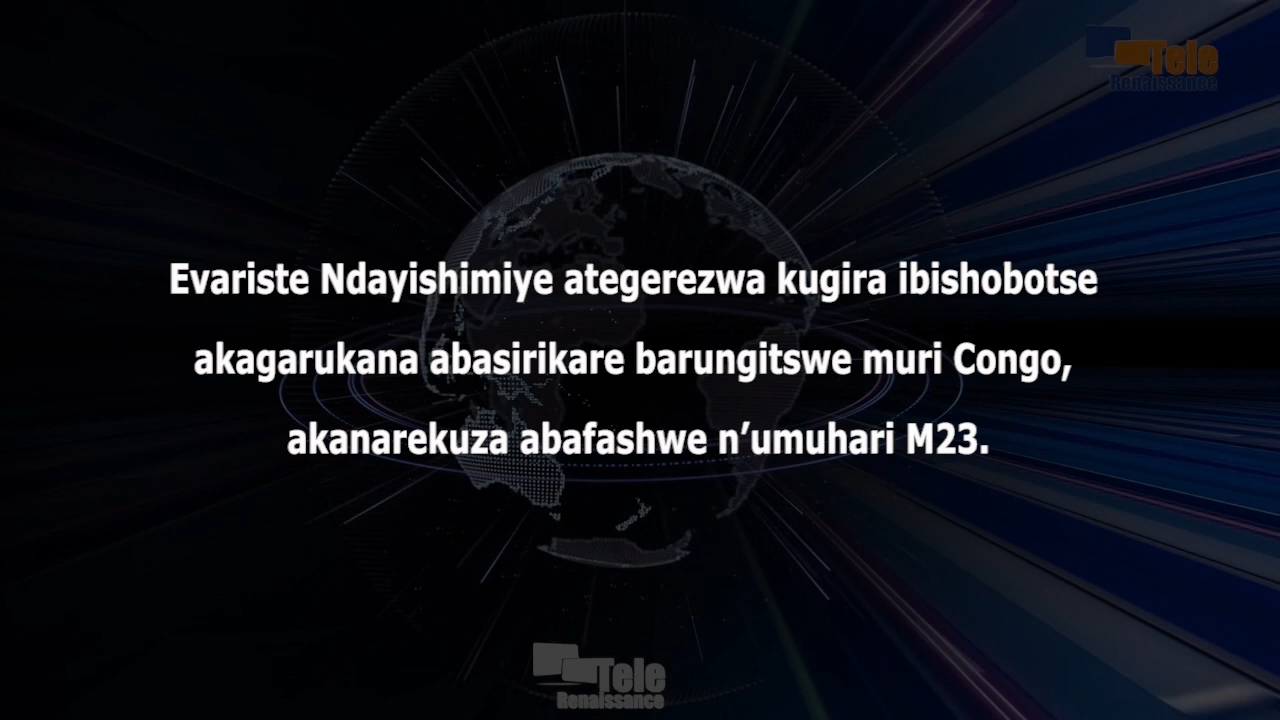 Tele
Renaissance
Evariste Ndayishimiye ategerezwa kugira ibishobotse
akagarukana abasirikare barungitswe muri Congo,
akanarekuza abafashwe n’umuhari M23.
Tele
Renaissance